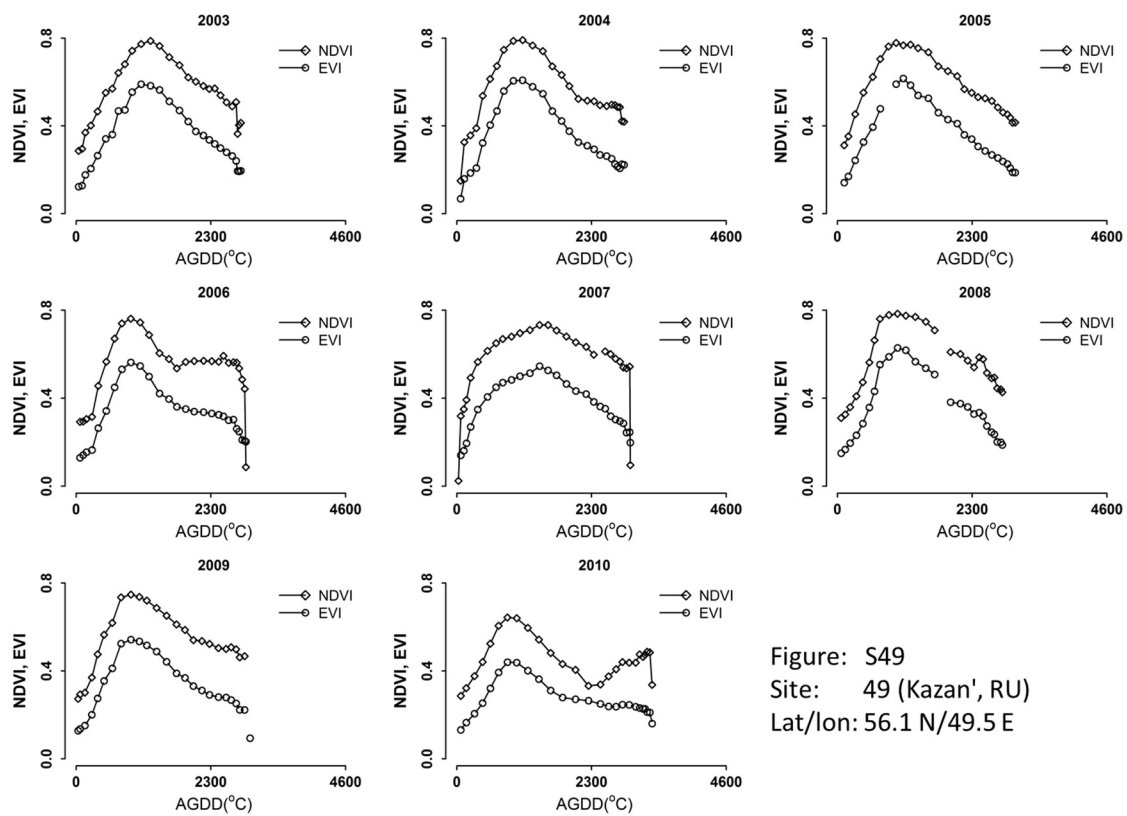 2003
0.8
0.4
0.0
NDVI, EVI
NDVI
EVI
0 2300 4600
AGDD(°C)
2004
0.8
0.4
0.0
NDVI, EVI
NDVI
EVI
0 2300 4600
AGDD(°C)
2005
0.8
0.4
0.0
NDVI, EVI
NDVI
EVI
0 2300 4600
AGDD(°C)
2006
0.8
0.4
0.0
NDVI, EVI
NDVI
EVI
0 2300 4600
AGDD(°C)
2007
0.8
0.4
0.0
NDVI, EVI
NDVI
EVI
0 2300 4600
AGDD(°C)
2008
0.8
0.4
0.0
NDVI, EVI
NDVI
EVI
0 2300 4600
AGDD(°C)
2009
0.8
0.4
0.0
NDVI, EVI
NDVI
EVI
0 2300 4600
AGDD(°C)
2010
0.8
0.4
0.0
NDVI, EVI
NDVI
EVI
0 2300 4600
AGDD(°C)
Figure: S49
Site: 49 (Kazan', RU)
Lat/lon: 56.1 N/49.5 E